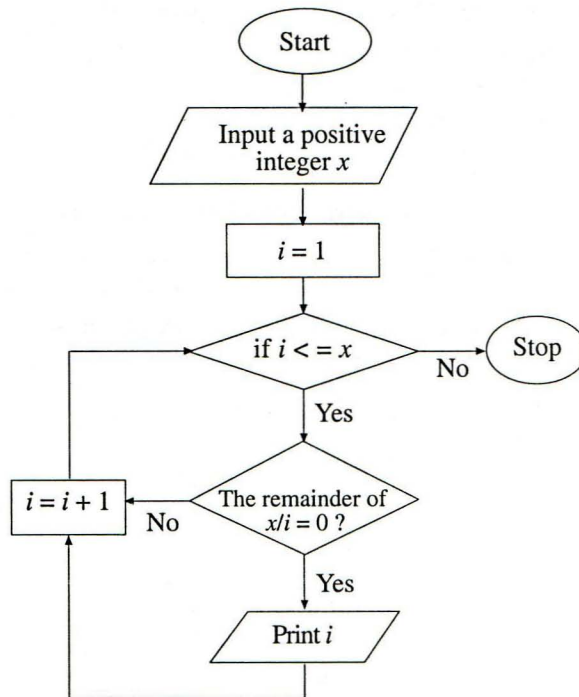 Start
Input a positive
integer x
i = 1
if i < = x
No
Stop
Yes
i = i + 1
No
The remainder of
x/i = 0 ?
Yes
Print i